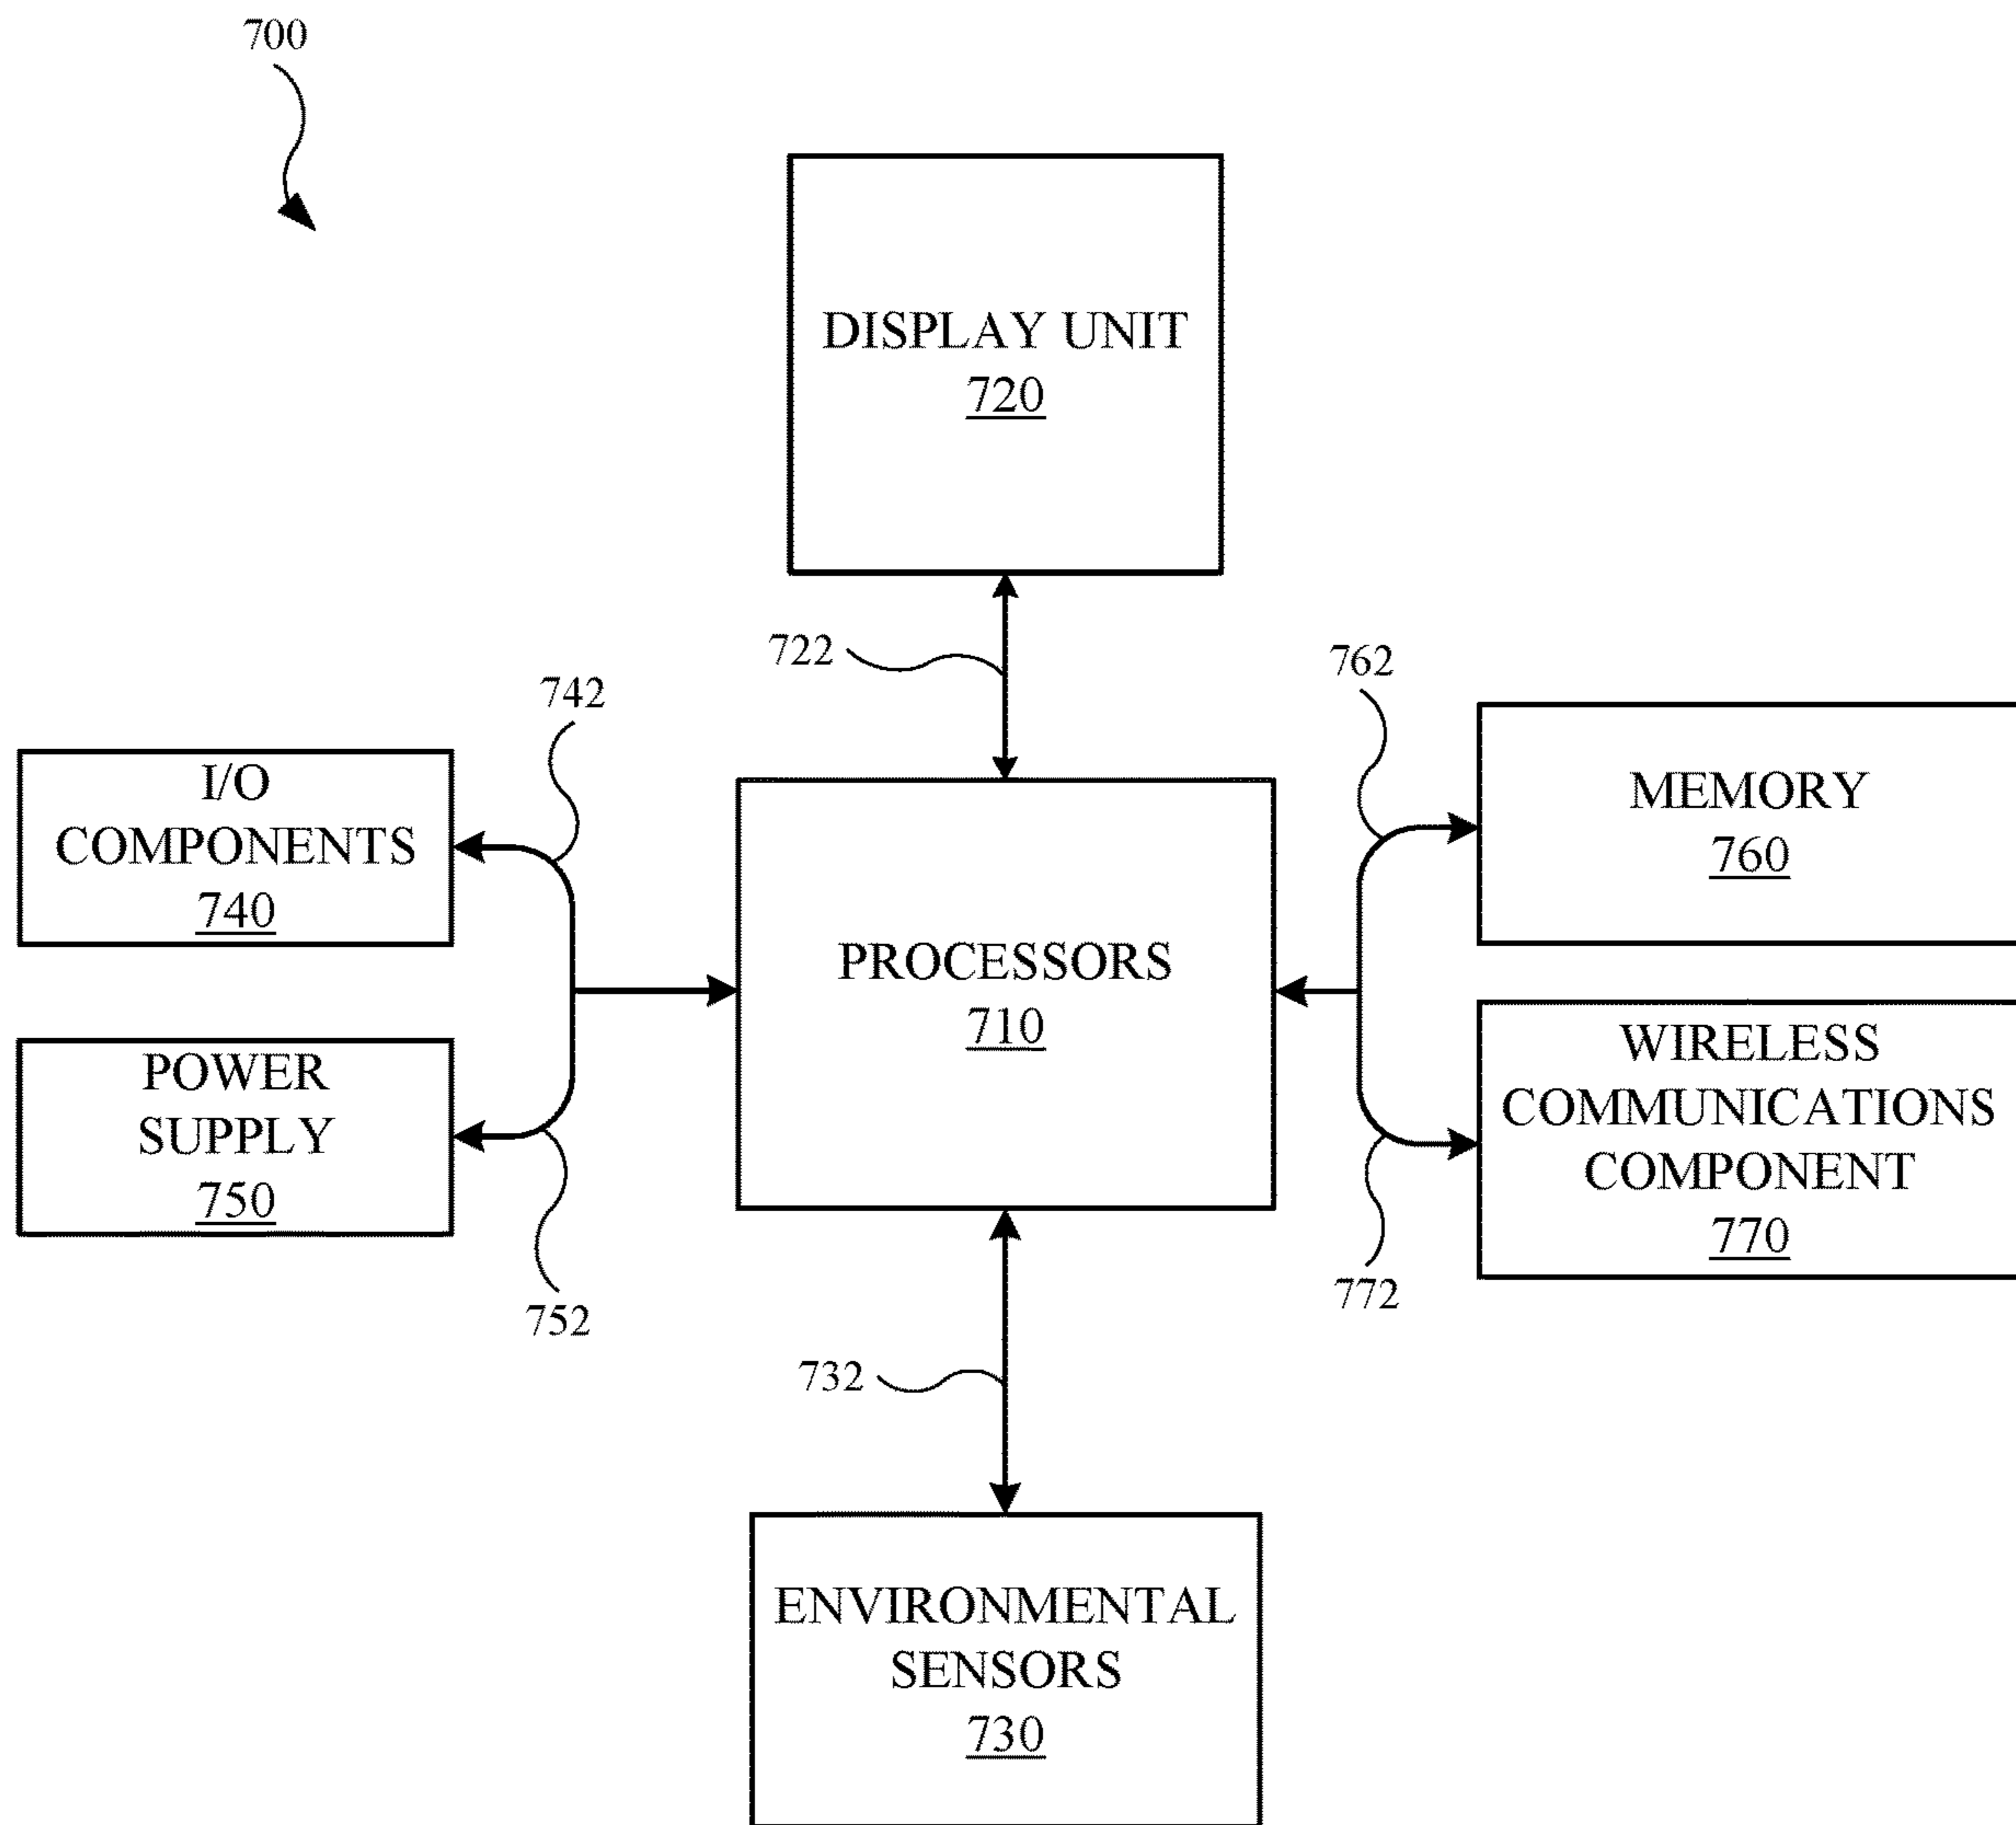 700
DISPLAY UNIT
720
722
762
742
I/O
COMPONENTS
740
MEMORY
760
PROCESSORS
710
POWER
SUPPLY
750
WIRELESS
COMMUNICATIONS
COMPONENT
770
752
772
732
ENVIRONMENTAL
SENSORS
730